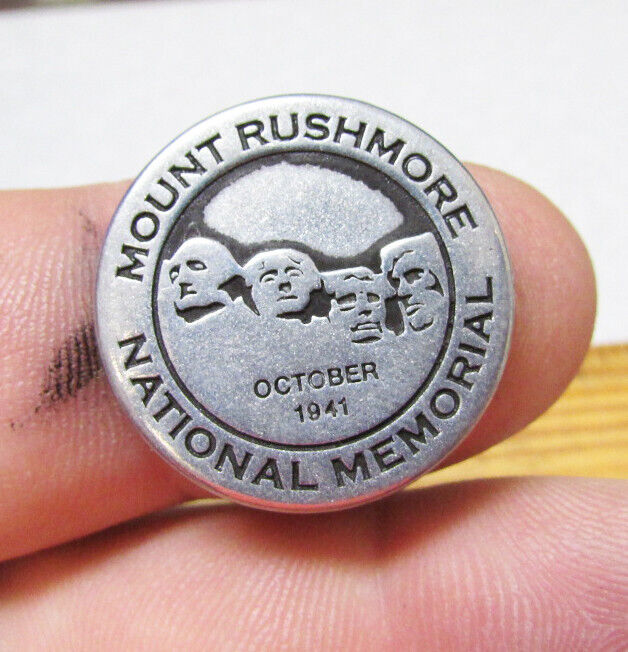 MOUNT RUSHMORE
OCTOBER
1941
NATIONAL MEMORIAL